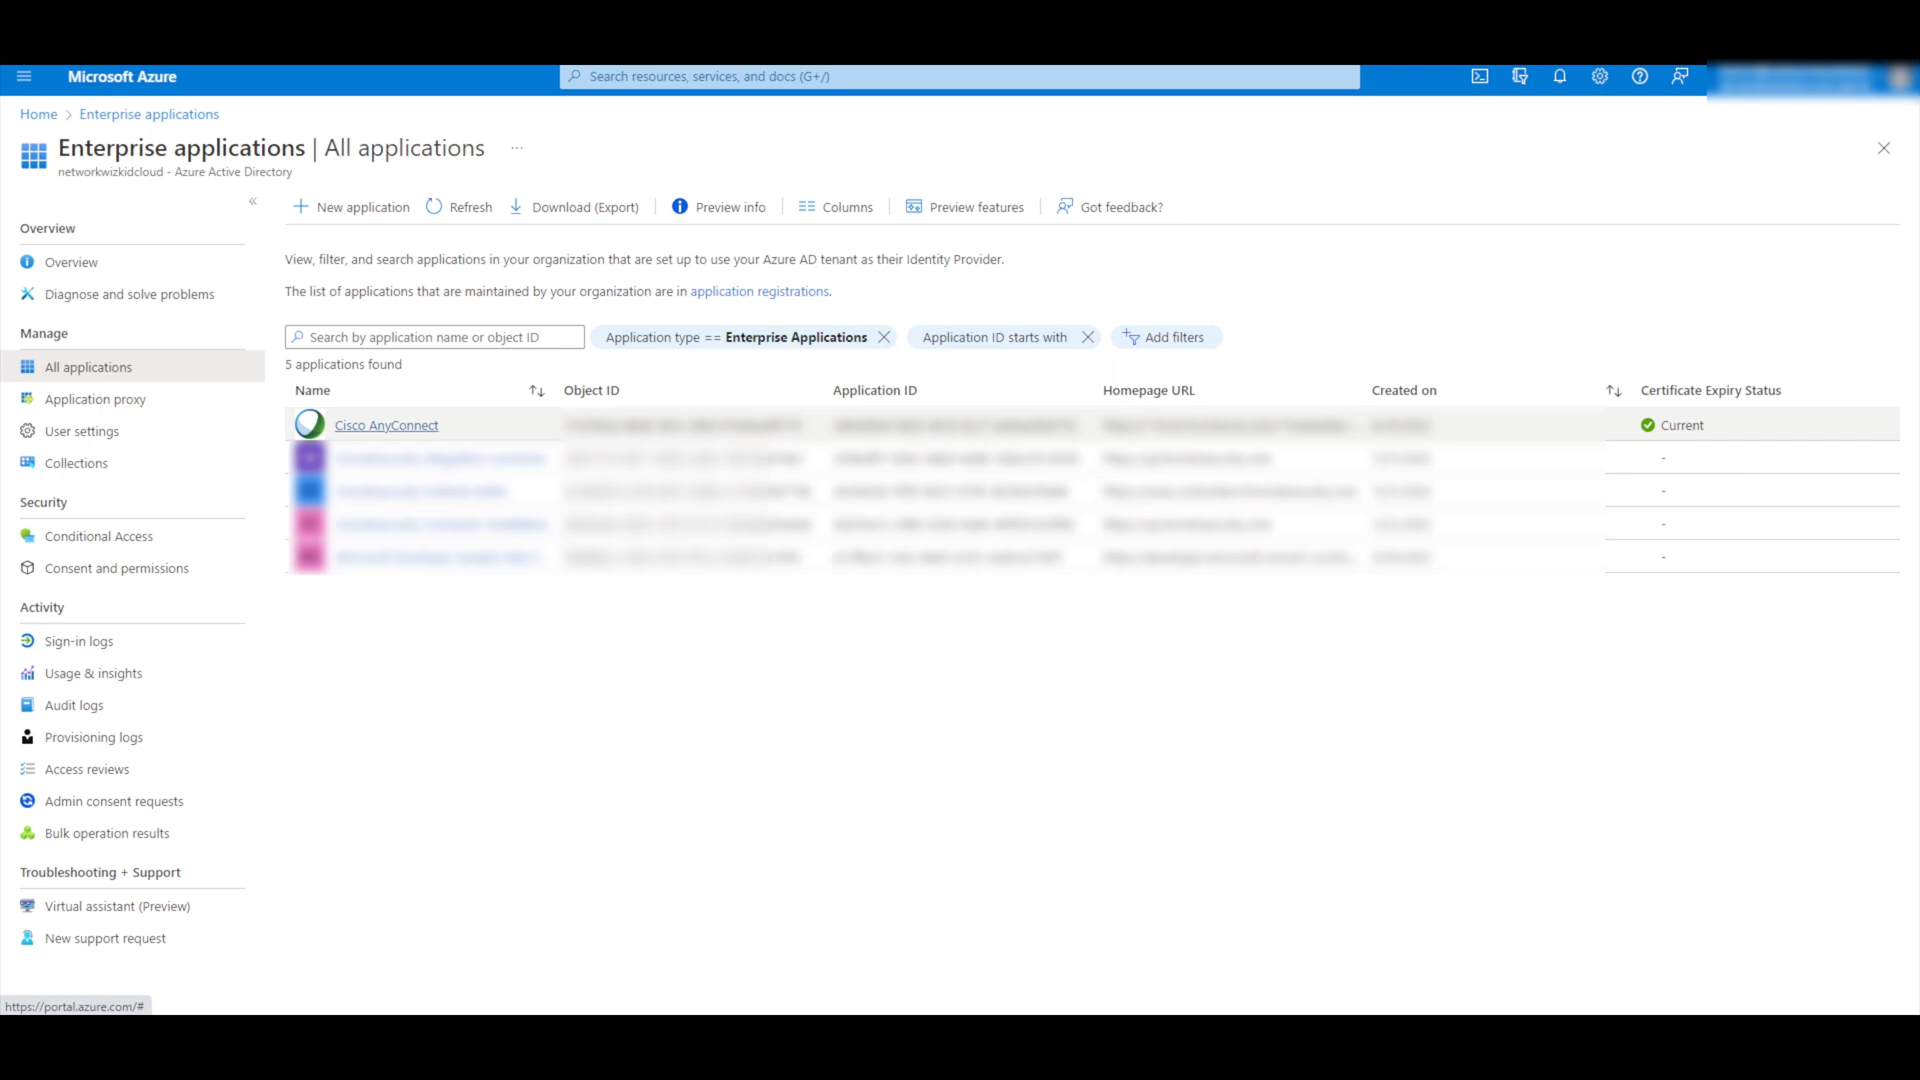 Microsoft Azure
Search resources, services, and docs (G+/)
Home > Enterprise applications
Enterprise applications | All applications ...
networkwizkidcloud - Azure Active Directory
«
New application
Refresh
Download (Export)
Preview info
Columns
Preview features
Got feedback?
Overview
Overview
Diagnose and solve problems
Manage
All applications
Application proxy
User settings
Collections
Security
Conditional Access
Consent and permissions
Activity
Sign-in logs
Usage & insights
Audit logs
Provisioning logs
Access reviews
Admin consent requests
Bulk operation results
Troubleshooting + Support
Virtual assistant (Preview)
New support request
View, filter, and search applications in your organization that are set up to use your Azure AD tenant as their Identity Provider.
The list of applications that are maintained by your organization are in application registrations.
Search by application name or object ID
Application type == Enterprise Applications
Application ID starts with
Add filters
5 applications found
Name Object ID Application ID Homepage URL Created on Certificate Expiry Status
Cisco AnyConnect Current
-
-
-
-
https://portal.azure.com/#